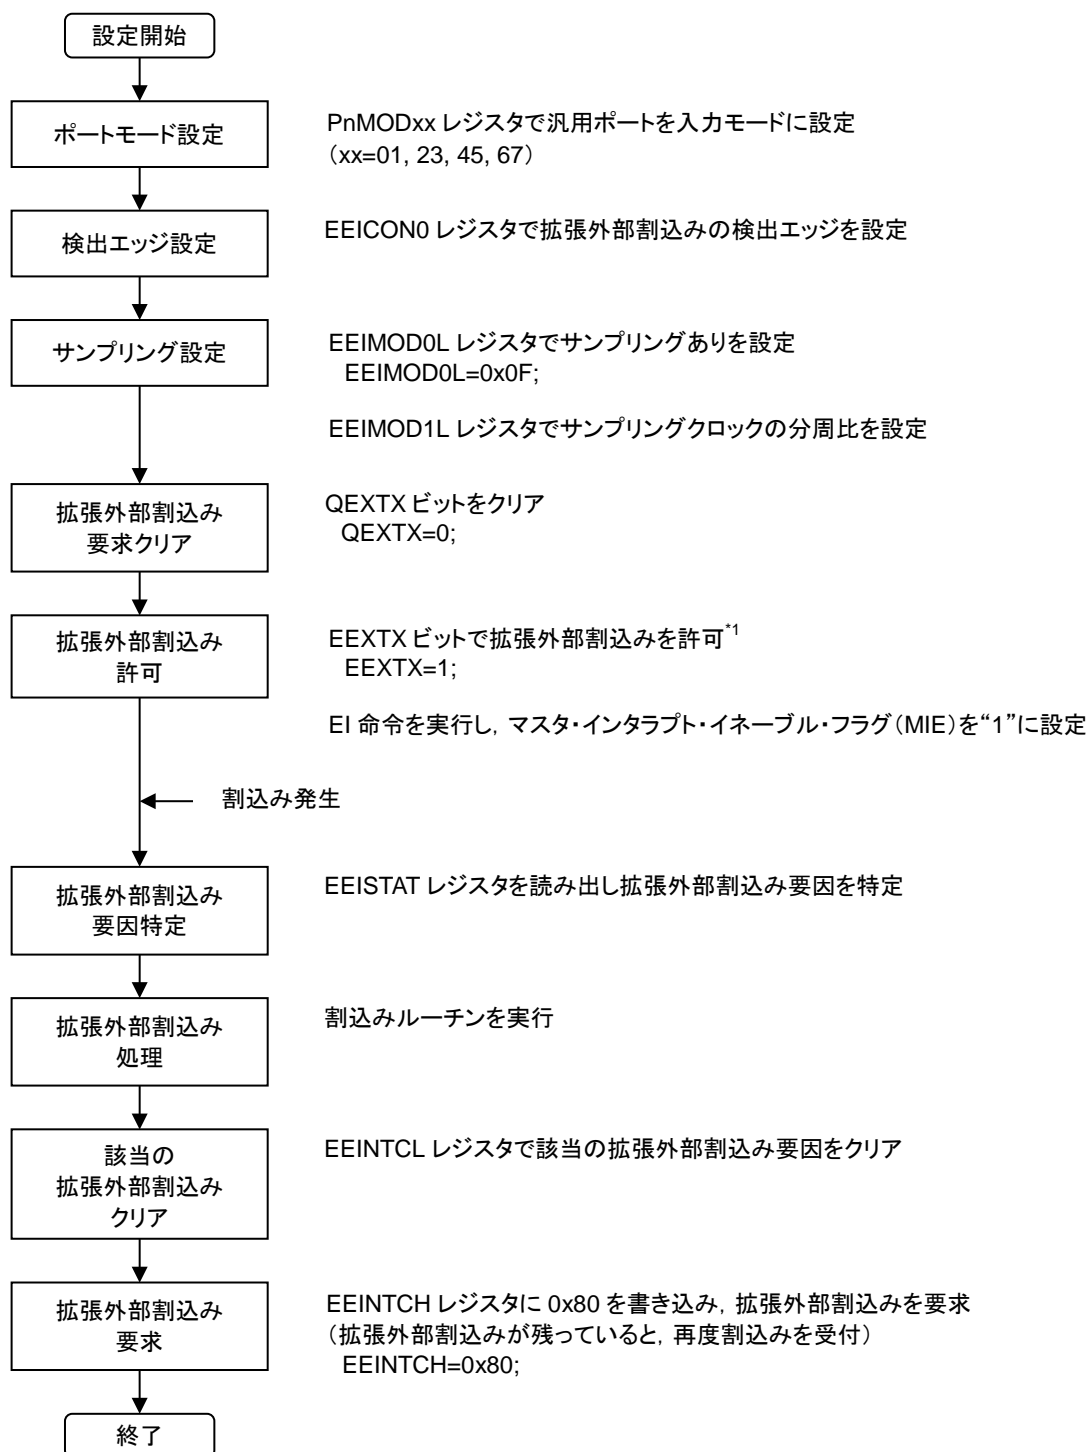 設定開始
ポートモード設定
PnMODxx レジスタで汎用ポートを入力モードに設定
（xx=01, 23, 45, 67）
検出エッジ設定
EEICON0 レジスタで拡張外部割込みの検出エッジを設定
サンプリング設定
EEIMOD0L レジスタでサンプリングありを設定
EEIMOD0L=0x0F;
EEIMOD1L レジスタでサンプリングクロックの分周比を設定
拡張外部割込み
要求クリア
QEXTX ビットをクリア
QEXTX=0;
拡張外部割込み
許可
EEXTX ビットで拡張外部割込みを許可*1
EEXTX=1;
EI 命令を実行し，マスタ・インタラプト・イネーブル・フラグ（MIE）を“1”に設定
割込み発生
拡張外部割込み
要因特定
EEISTAT レジスタを読み出し拡張外部割込み要因を特定
拡張外部割込み
処理
割込みルーチンを実行
該当の
拡張外部割込み
クリア
EEINTCL レジスタで該当の拡張外部割込み要因をクリア
拡張外部割込み
要求
EEINTCH レジスタに 0x80 を書き込み，拡張外部割込みを要求
（拡張外部割込みが残っていると，再度割込みを受付）
EEINTCH=0x80;
終了